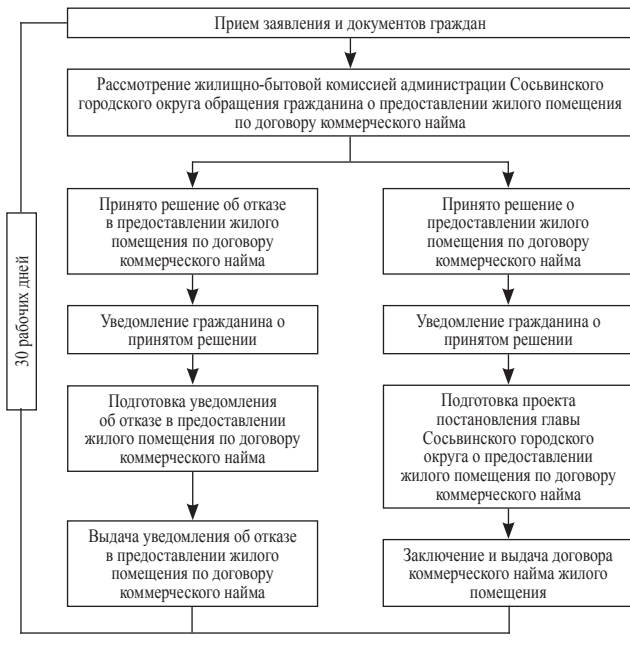 Прием заявления и документов граждан
Рассмотрение жилищно-бытовой комиссией администрации Сосьвинского
городского округа обращения гражданина о предоставлении жилого помещения
по договору коммерческого найма
30 рабочих дней
Принято решение об отказе
в предоставлении жилого
помещения по договору
коммерческого найма
Уведомление гражданина о
принятом решении
Подготовка уведомления
об отказе в предоставлении
жилого помещения по договору
коммерческого найма
Выдача уведомления об отказе
в предоставлении жилого
помещения по договору
коммерческого найма
Принято решение о
предоставлении жилого
помещения по договору
коммерческого найма
Уведомление гражданина о
принятом решении
Подготовка проекта
постановления главы
Сосьвинского городского
округа о предоставлении
жилого помещения по договору
коммерческого найма
Заключение и выдача договора
коммерческого найма жилого
помещения